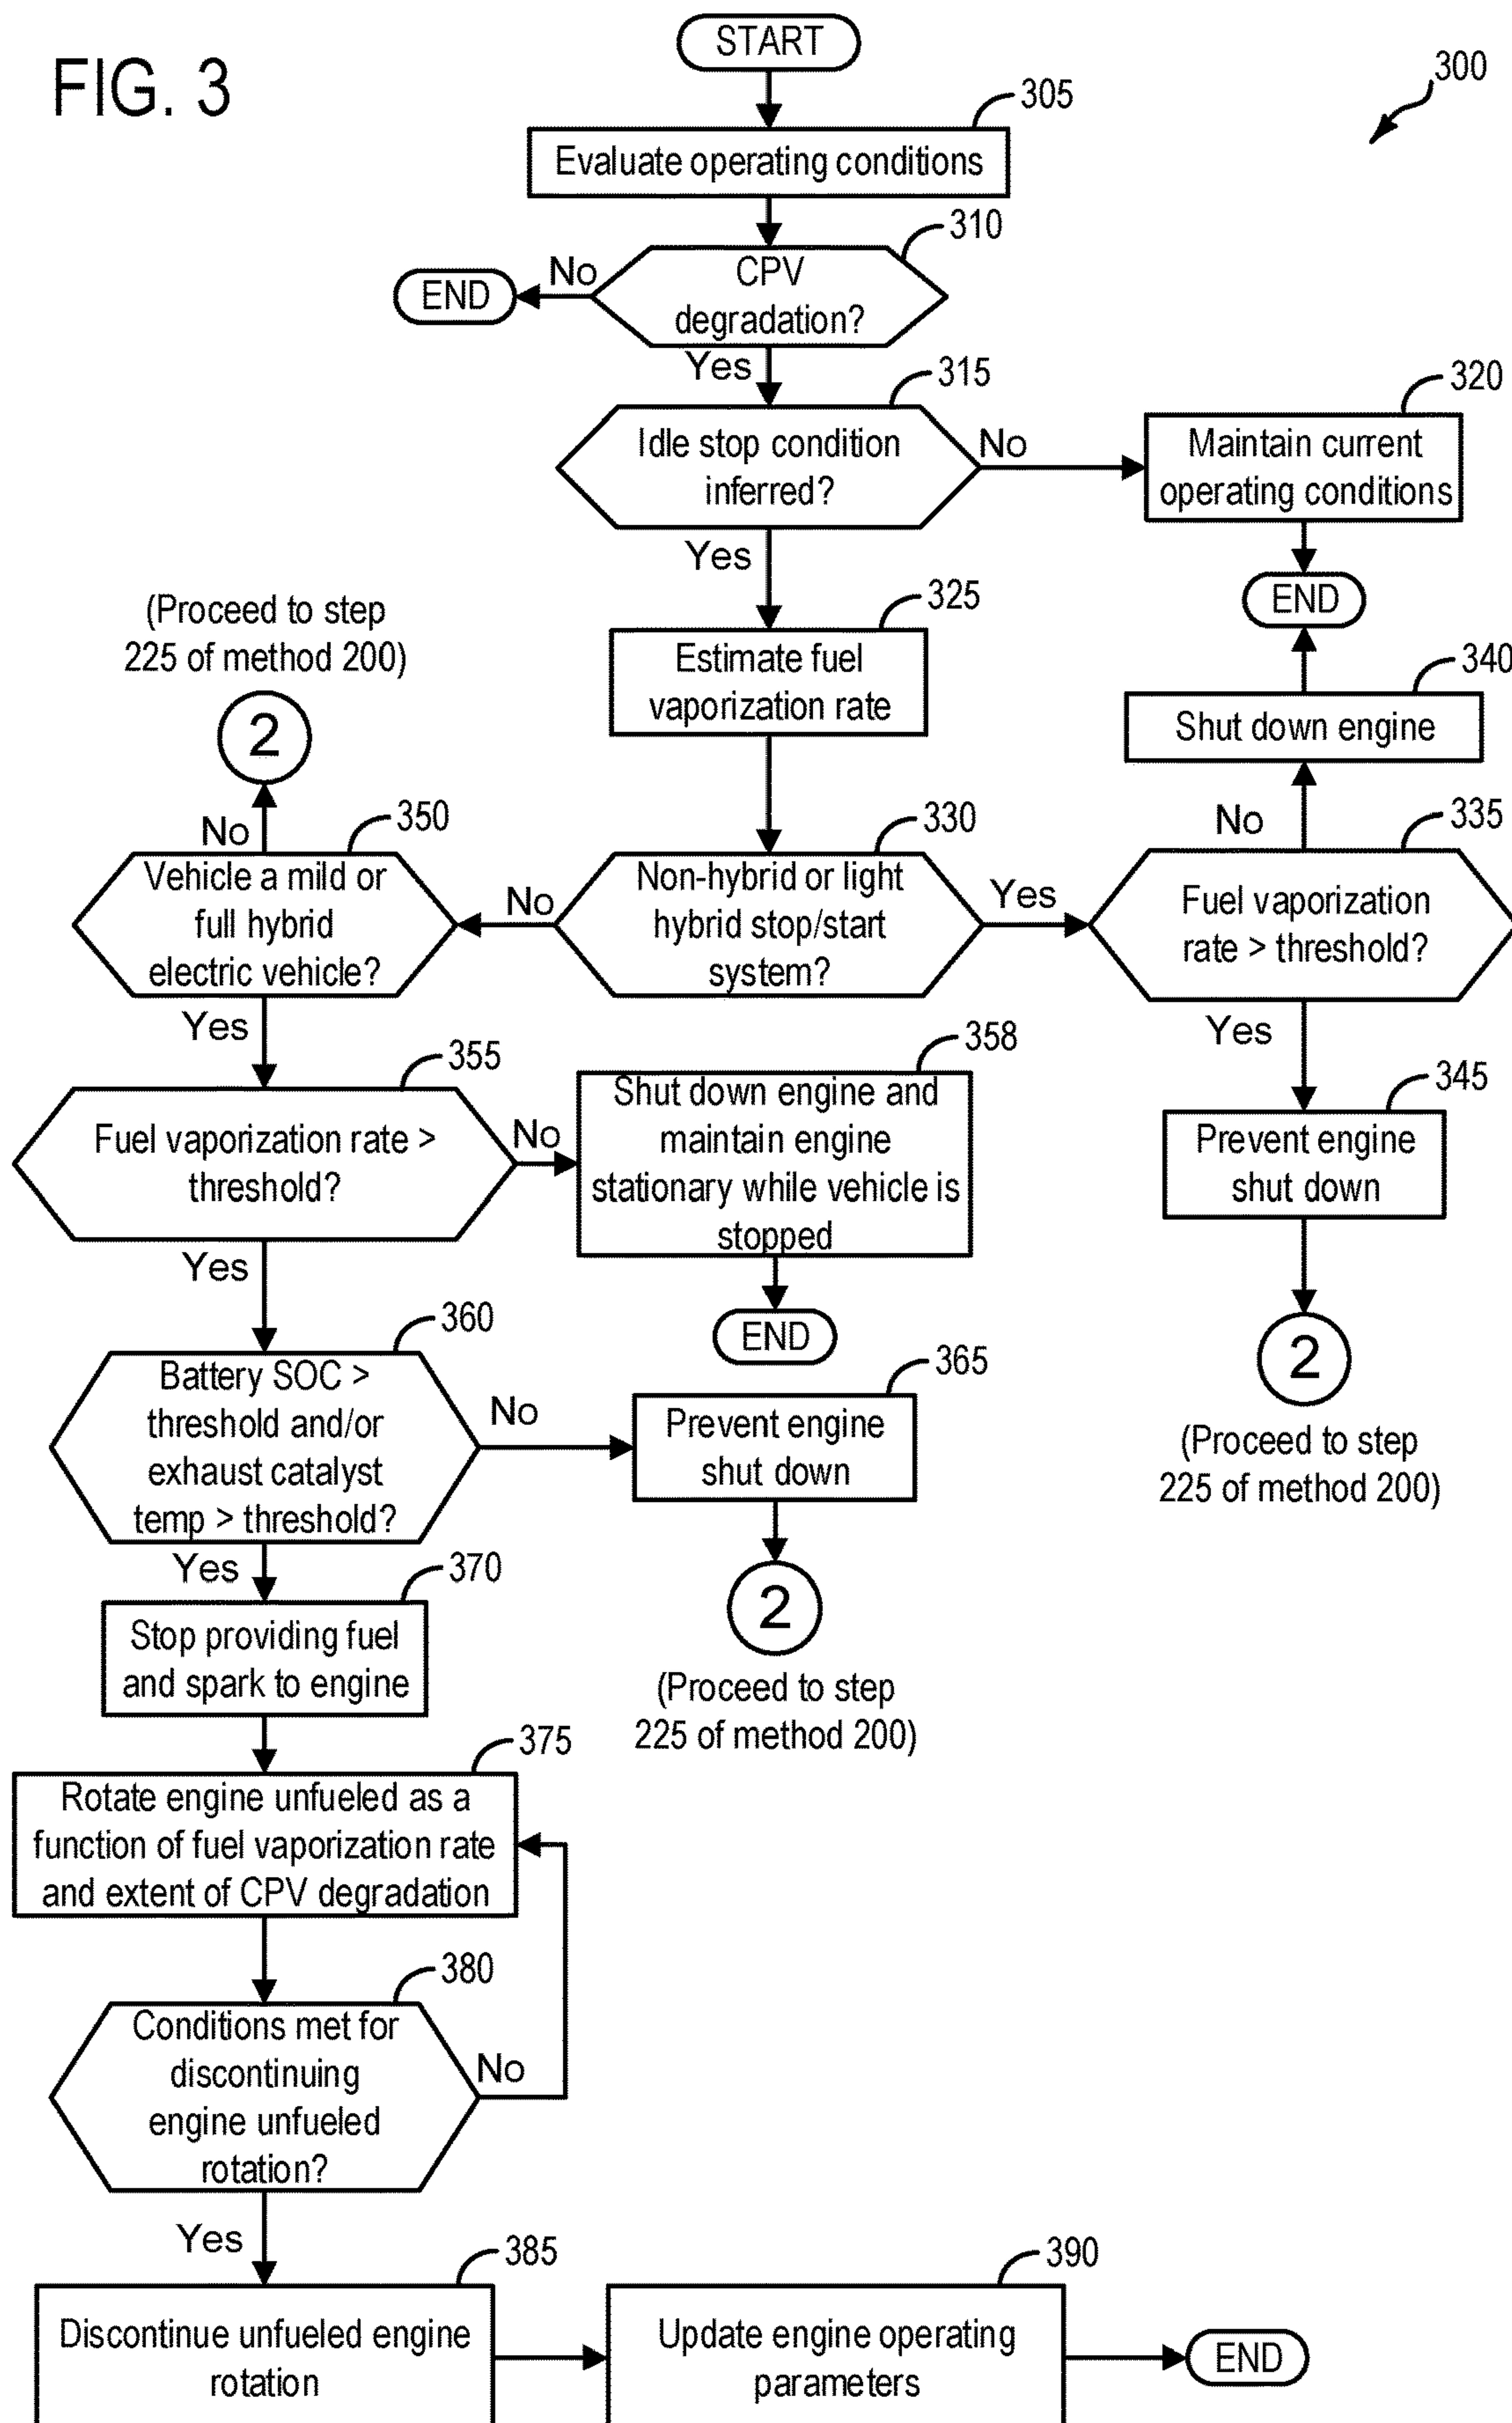 FIG. 3
START
300
305
Evaluate operating conditions
310
CPV
degradation?
No
END
Yes
315
Idle stop condition
inferred?
No
320
Maintain current
operating conditions
END
Yes
325
Estimate fuel
vaporization rate
(Proceed to step
225 of method 200)
2
No
340
Shut down engine
No
350
Vehicle a mild or
full hybrid
electric vehicle?
No
330
Non-hybrid or light
hybrid stop/start
system?
Yes
335
Fuel vaporization
rate > threshold?
Yes
345
Prevent engine
shut down
2
(Proceed to step
225 of method 200)
Yes
355
Fuel vaporization rate >
threshold?
No
358
Shut down engine and
maintain engine
stationary while vehicle is
stopped
END
Yes
360
Battery SOC >
threshold and/or
exhaust catalyst
temp > threshold?
No
365
Prevent engine
shut down
2
(Proceed to step
225 of method 200)
Yes
370
Stop providing fuel
and spark to engine
375
Rotate engine unfueled as a
function of fuel vaporization rate
and extent of CPV degradation
380
Conditions met for
discontinuing
engine unfueled
rotation?
No
Yes
385
Discontinue unfueled engine
rotation
390
Update engine operating
parameters
END